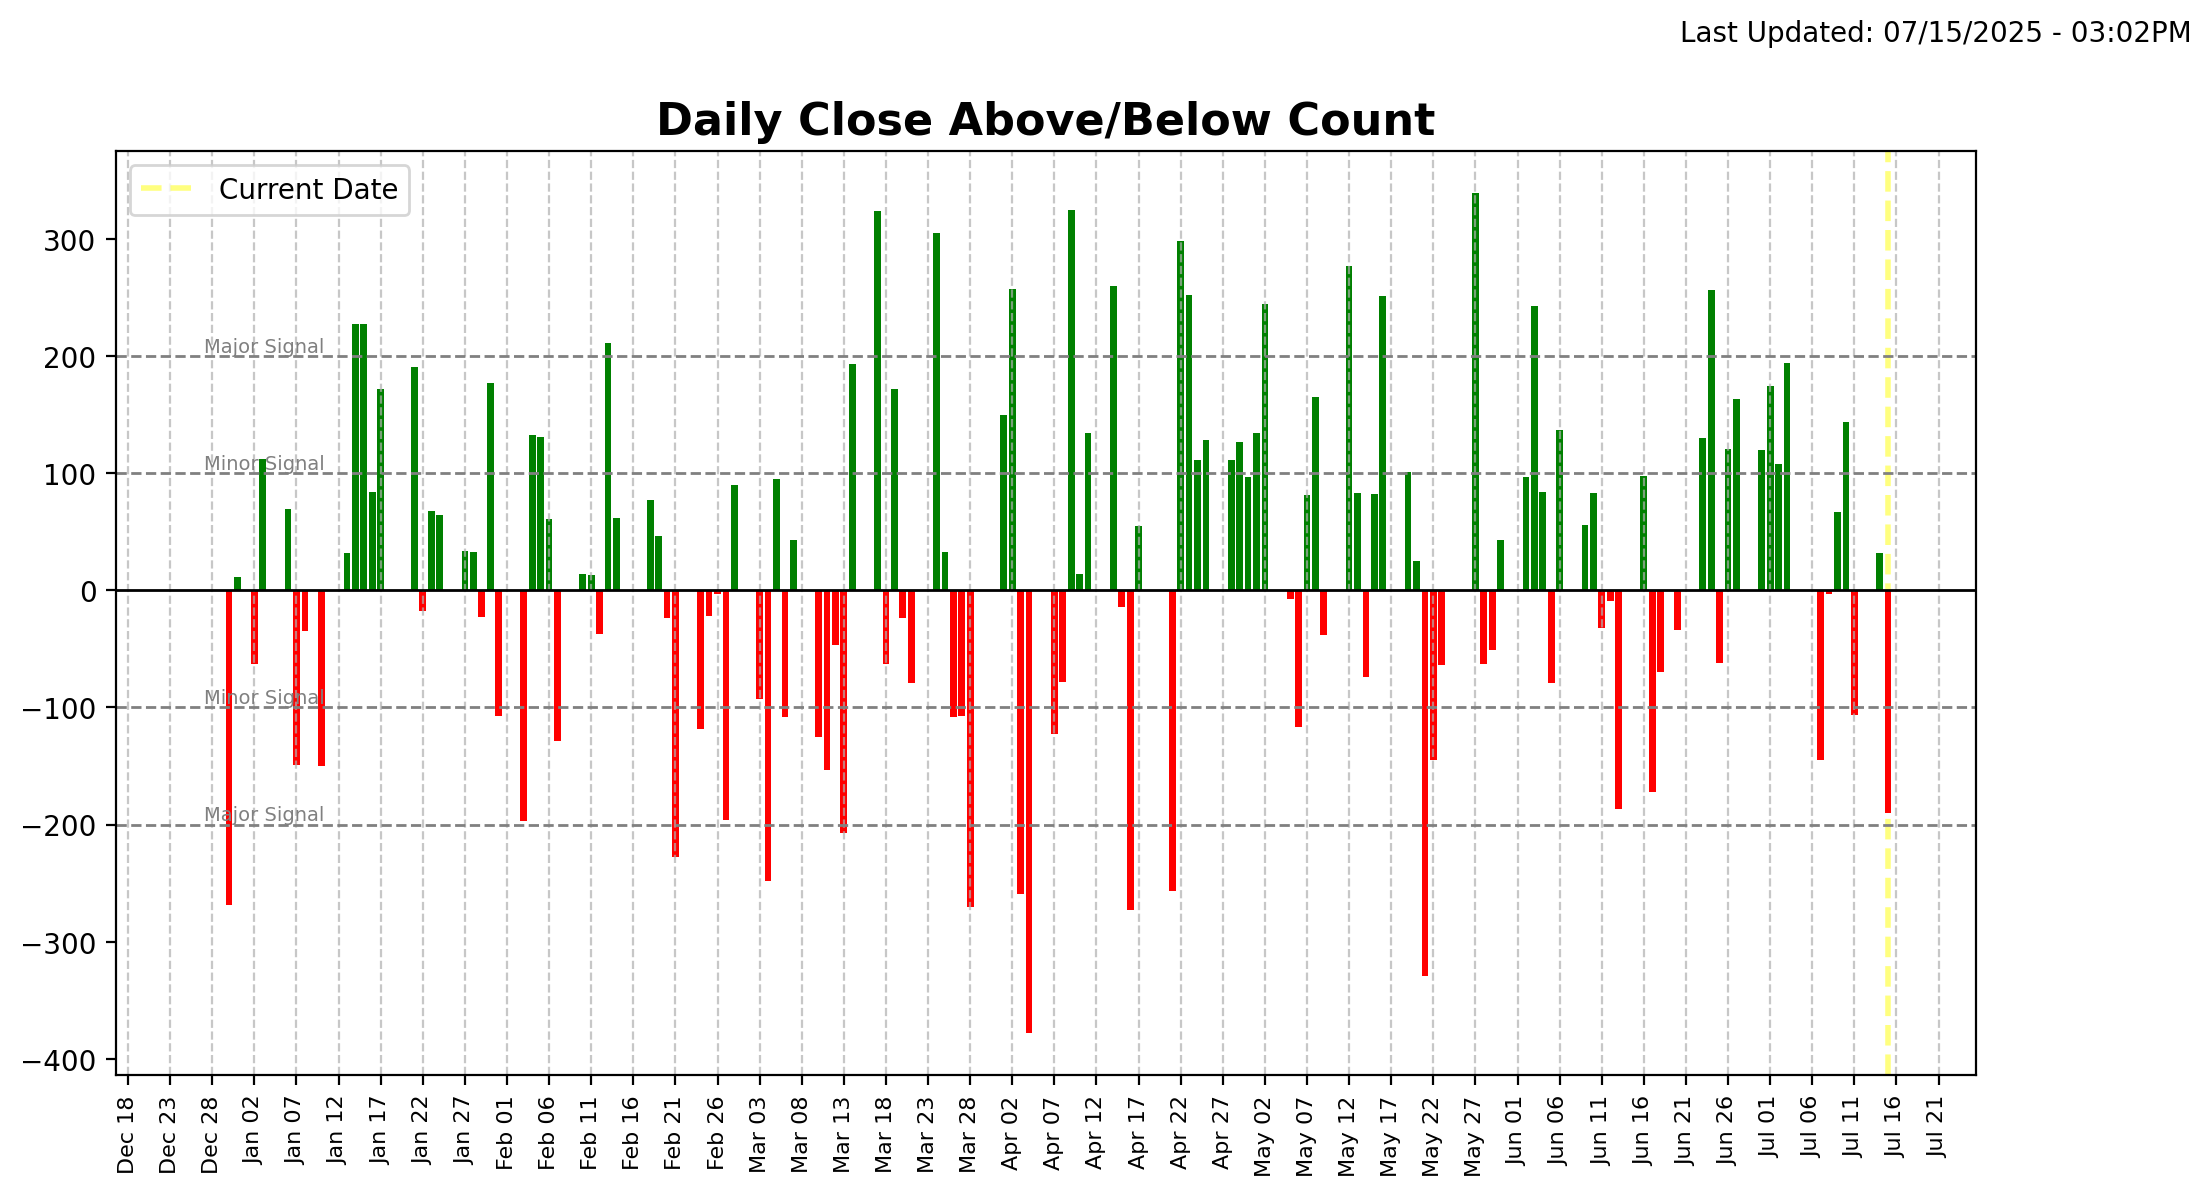 Last Updated: 07/15/2025 - 03:02PM
Daily Close Above/Below Count
Current Date
300
Major Signal
200
Minor Signal
100
0
Minor Signal
−100
Major Signal
−200
−300
−400
Dec 18
Dec 23
Dec 28
Jan 02
Jan 07
Jan 12
Jan 17
Jan 22
Jan 27
Feb 01
Feb 06
Feb 11
Feb 16
Feb 21
Feb 26
Mar 03
Mar 08
Mar 13
Mar 18
Mar 23
Mar 28
Apr 02
Apr 07
Apr 12
Apr 17
Apr 22
Apr 27
May 02
May 07
May 12
May 17
May 22
May 27
Jun 01
Jun 06
Jun 11
Jun 16
Jun 21
Jun 26
Jul 01
Jul 06
Jul 11
Jul 16
Jul 21